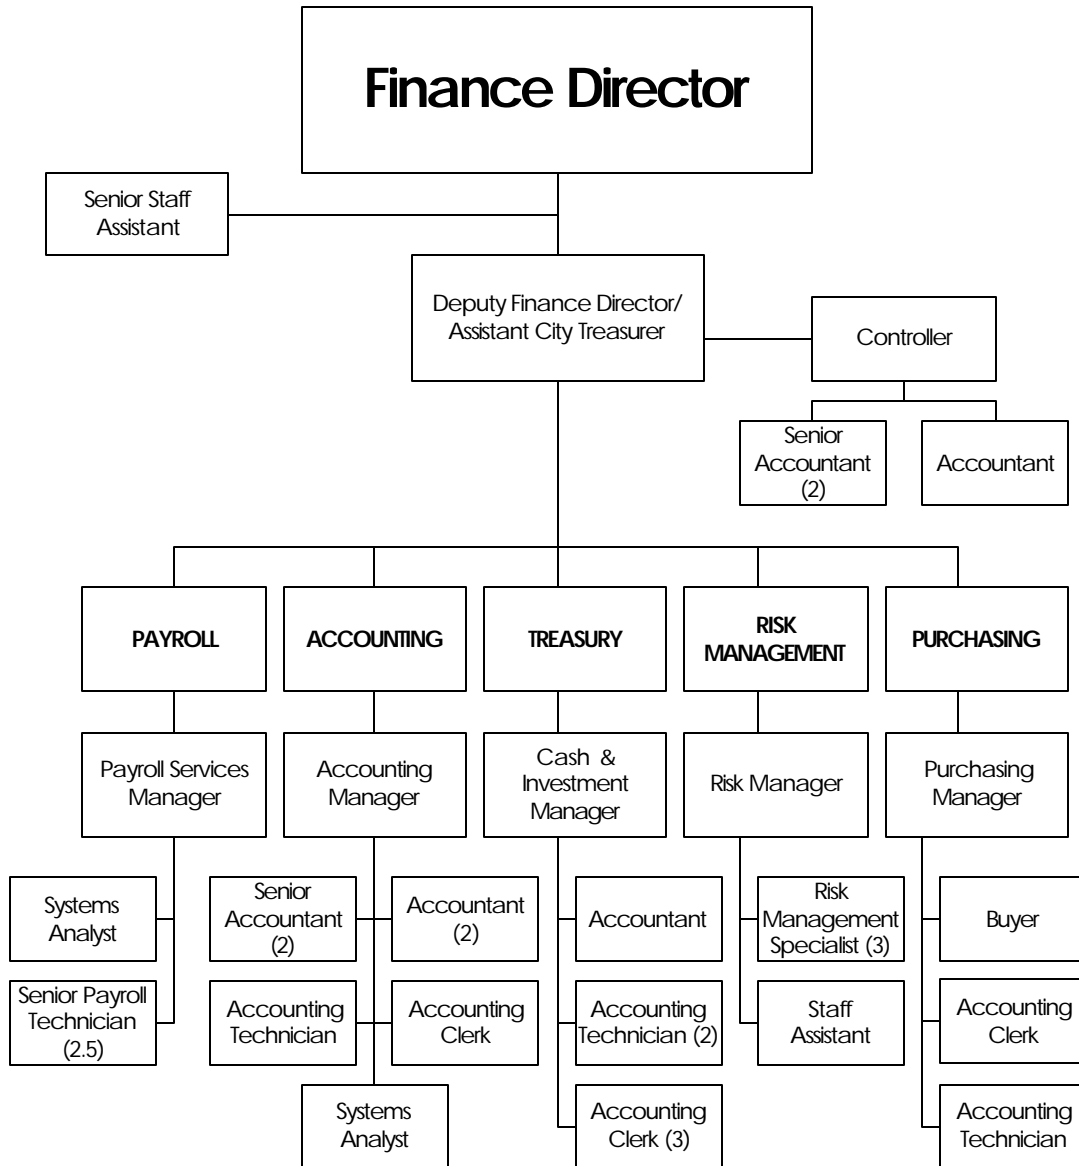 Finance Director
Senior Staff
Assistant
Deputy Finance Director/
Assistant City Treasurer
Controller
Senior
Accountant
(2)
Accountant
PAYROLL
ACCOUNTING
TREASURY
RISK
MANAGEMENT
PURCHASING
Payroll Services
Manager
Accounting
Manager
Cash &
Investment
Manager
Risk Manager
Purchasing
Manager
Systems
Analyst
Senior
Accountant
(2)
Accountant
(2)
Accountant
Risk
Management
Specialist (3)
Buyer
Senior Payroll
Technician
(2.5)
Accounting
Technician
Accounting
Clerk
Accounting
Technician (2)
Staff
Assistant
Accounting
Clerk
Systems
Analyst
Accounting
Clerk (3)
Accounting
Technician